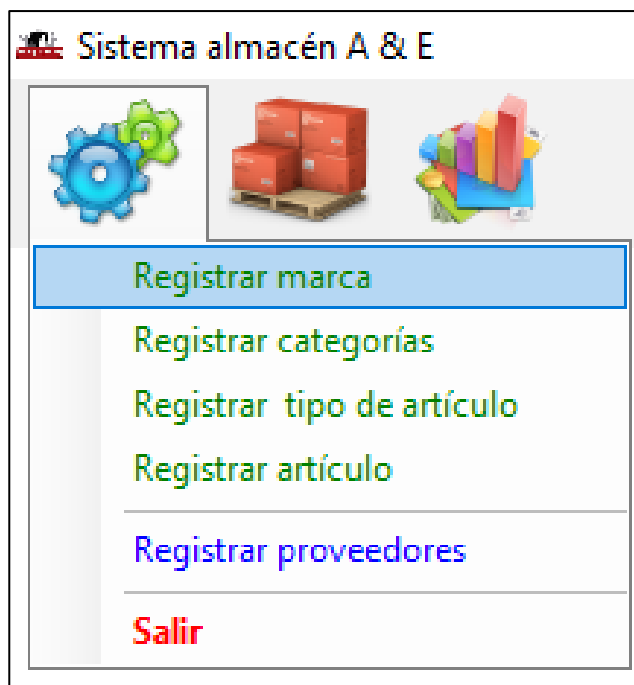 Sistema almacén A & E
Registrar marca
Registrar categorías
Registrar  tipo de artículo
Registrar artículo
Registrar proveedores
Salir